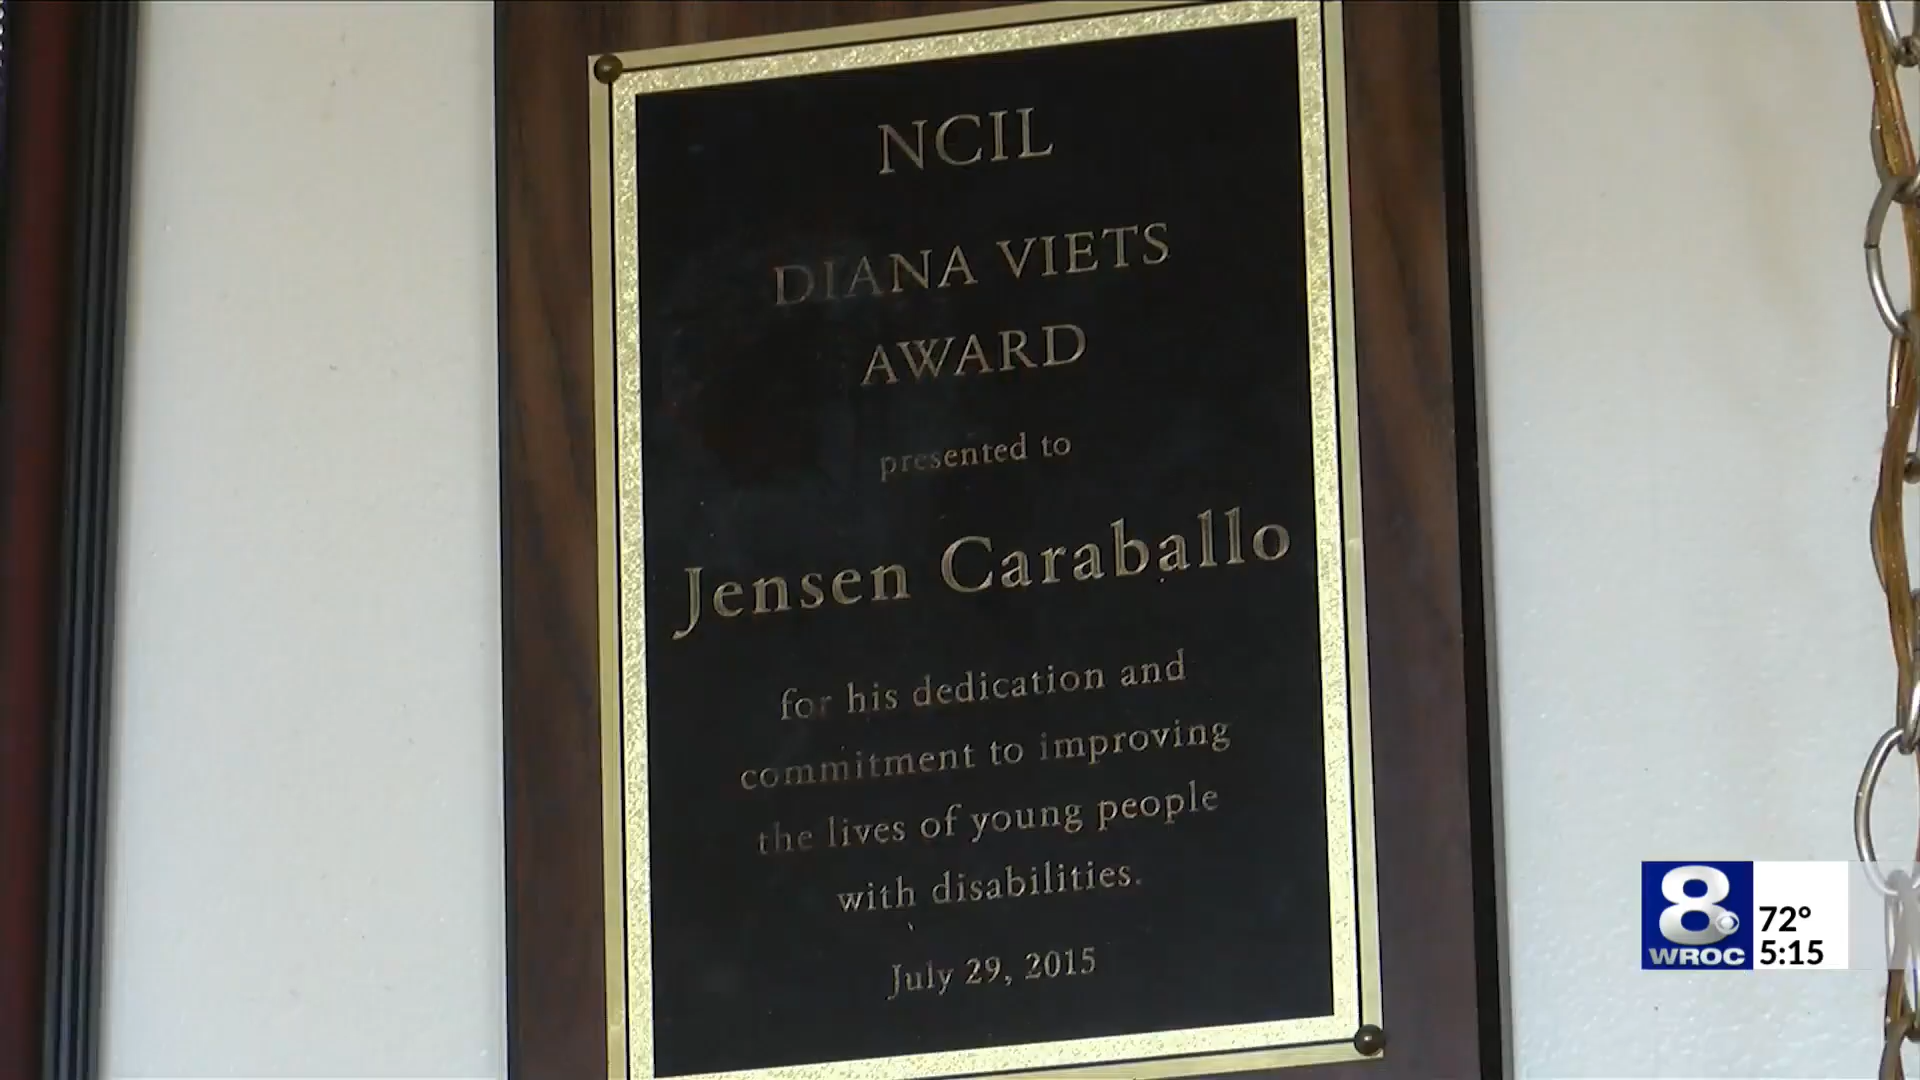 NCIL
DIANA VIETS
AWARD
presented to
Jensen Caraballo
for his dedication and
commitment to improving
the lives of young people
with disabilities.
July 29, 2015
8
WROC
72°
5:15